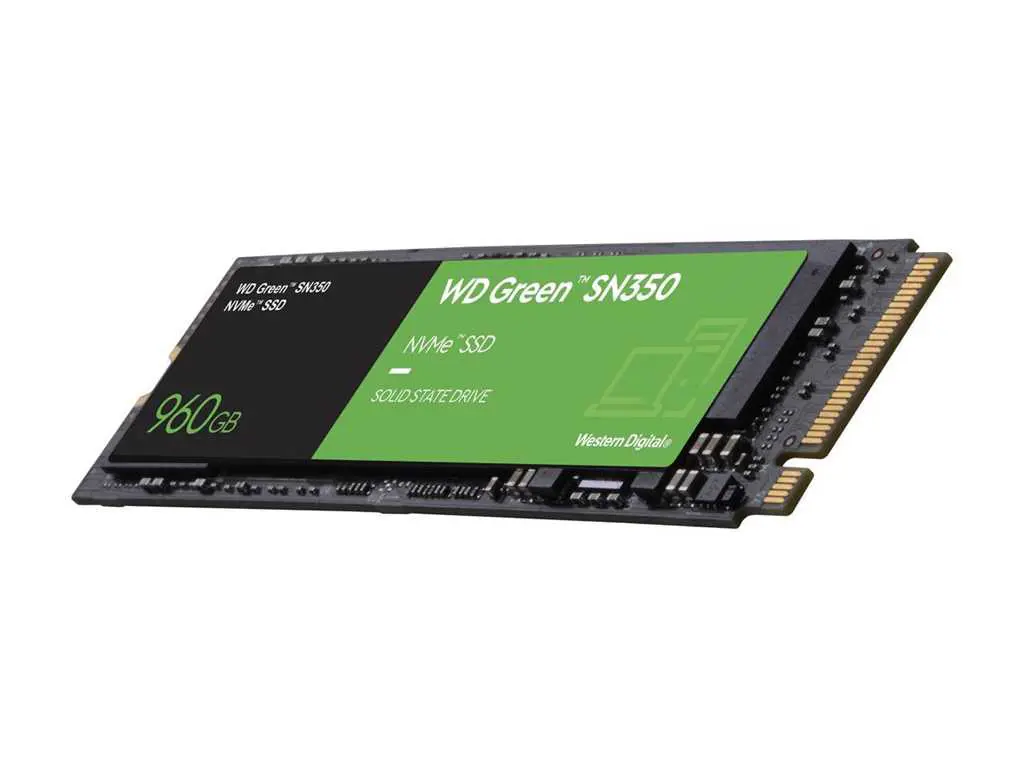 WD Green™ SN350
NVMe™ SSD
960GB
WD Green™ SN350
NVMe™ SSD
SOLID STATE DRIVE
Western Digital®